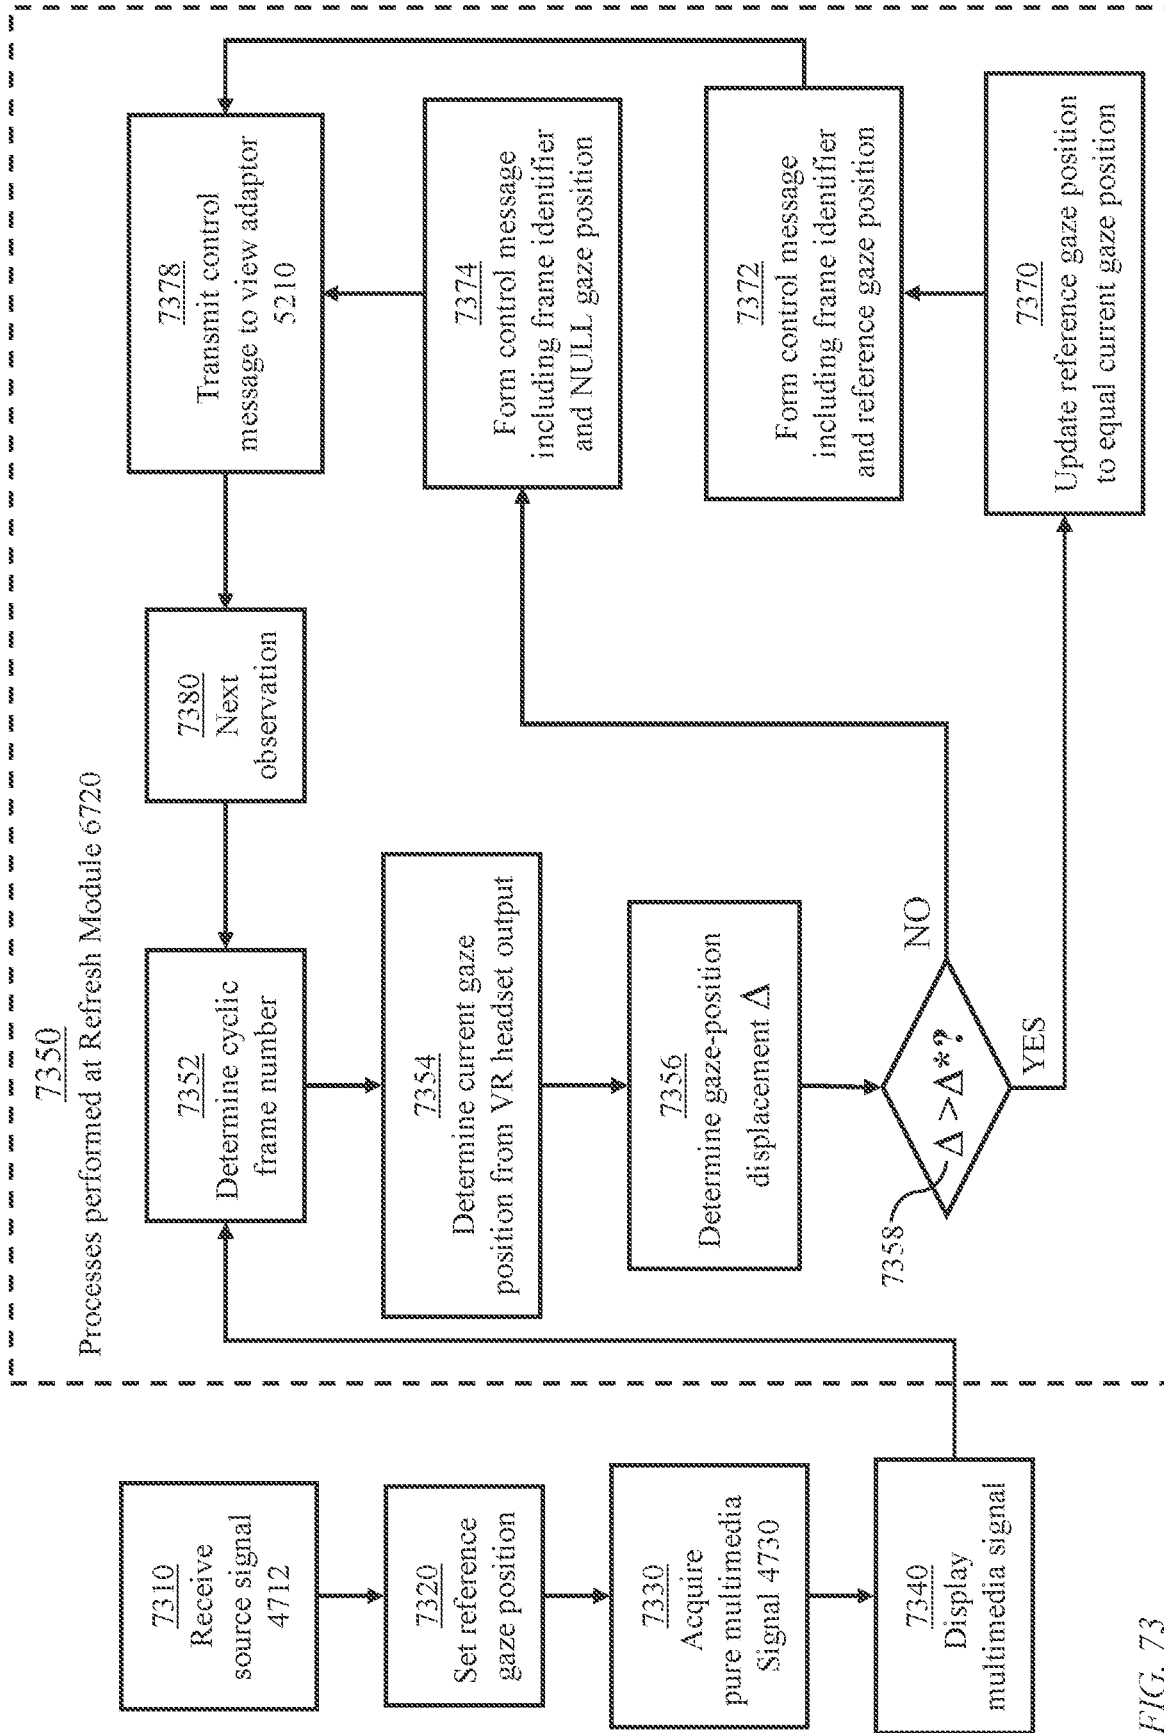 7310
Receive
source signal
4712
7320
Set reference
gaze position
7330
Acquire
pure multimedia
Signal 4730
7340
Display
multimedia signal
7350
Processes performed at Refresh Module 6720
7352
Determine cyclic
frame number
7354
Determine current gaze
position from VR headset output
7356
Determine gaze-position
displacement Δ
7358
Δ >Δ*?
NO
YES
7380
Next
observation
7378
Transmit control
message to view adaptor
5210
7374
Form control message
including frame identifier
and NULL gaze position
7372
Form control message
including frame identifier
and reference gaze position
7370
Update reference gaze position
to equal current gaze position
FIG. 73